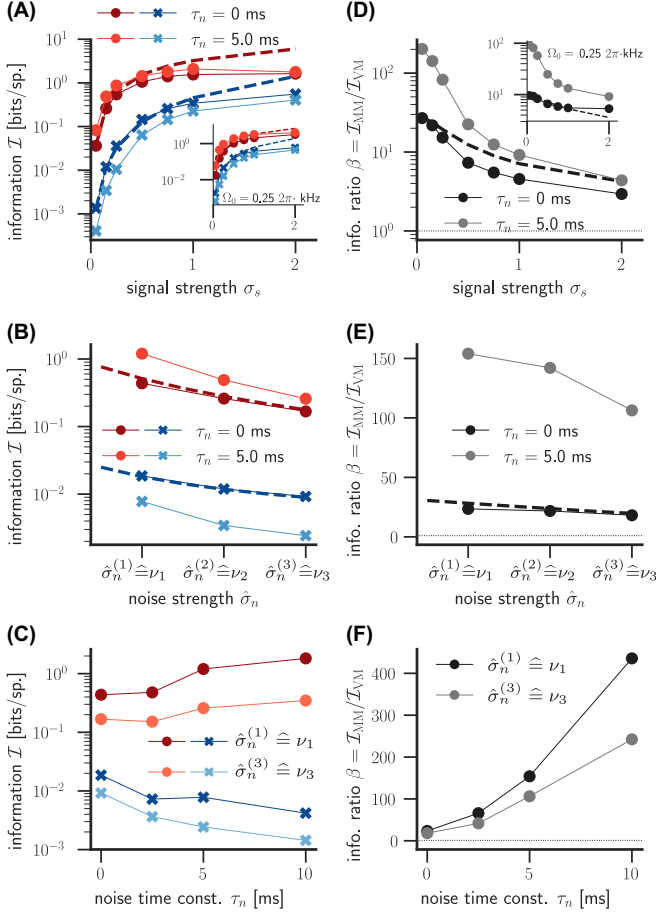 (A)
τn = 0 ms
τn = 5.0 ms
information I [bits/sp.]
10^1
10^0
10^−1
10^−2
10^−3
10^0
10^−2
0
2
Ω0 = 0.25 2π· kHz
0
1
2
signal strength σs
(D)
info. ratio β = IMM/IVM
10^2
10^1
10^0
Ω0 = 0.25 2π·kHz
10^2
10^1
0
2
τn = 0 ms
τn = 5.0 ms
0
1
2
signal strength σs
(B)
information I [bits/sp.]
10^0
10^−1
10^−2
τn = 0 ms
τn = 5.0 ms
σ̂n^(1)≘ν1
σ̂n^(2)≘ν2
σ̂n^(3)≘ν3
noise strength σ̂n
(E)
info. ratio β = IMM/IVM
150
100
50
0
τn = 0 ms
τn = 5.0 ms
σ̂n^(1)≘ν1
σ̂n^(2)≘ν2
σ̂n^(3)≘ν3
noise strength σ̂n
(C)
information I [bits/sp.]
10^0
10^−1
10^−2
10^−3
σ̂n^(1) ≘ ν1
σ̂n^(3) ≘ ν3
0
5
10
noise time const. τn [ms]
(F)
info. ratio β = IMM/IVM
400
300
200
100
0
σ̂n^(1) ≘ ν1
σ̂n^(3) ≘ ν3
0
5
10
noise time const. τn [ms]